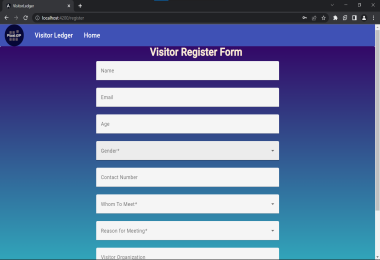 VisitorLedger
localhost:4200/register
Visitor Ledger
Home
Visitor Register Form
Name
Email
Age
Gender*
Contact Number
Whom To Meet*
Reason for Meeting*
Visitor Organization